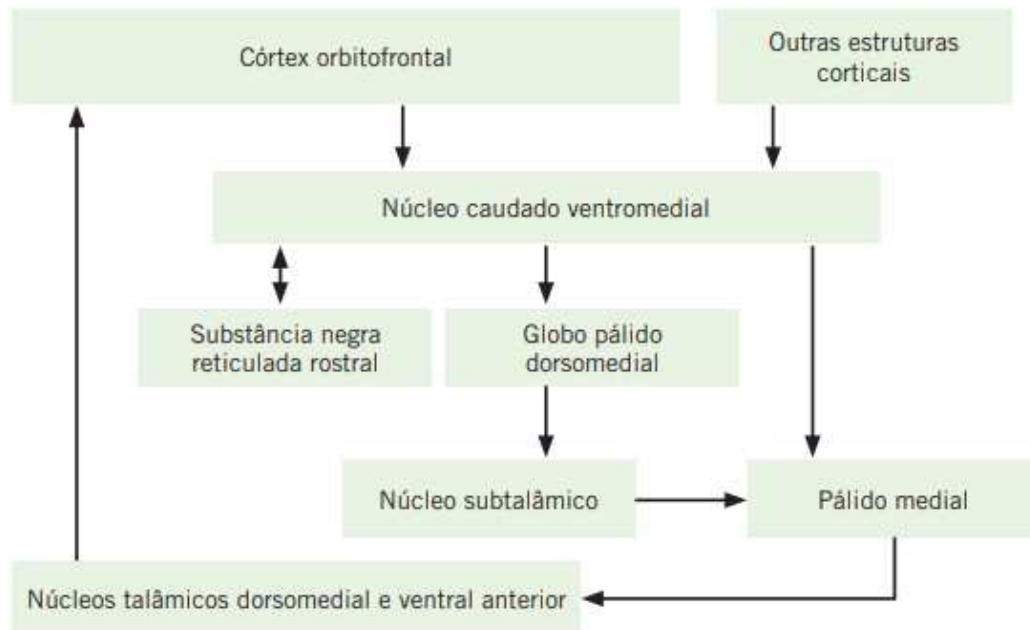 Córtex orbitofrontal
Outras estruturas
corticais
Núcleo caudado ventromedial
Substância negra
reticulada rostral
Globo pálido
dorsomedial
Núcleo subtalâmico
Pálido medial
Núcleos talâmicos dorsomedial e ventral anterior